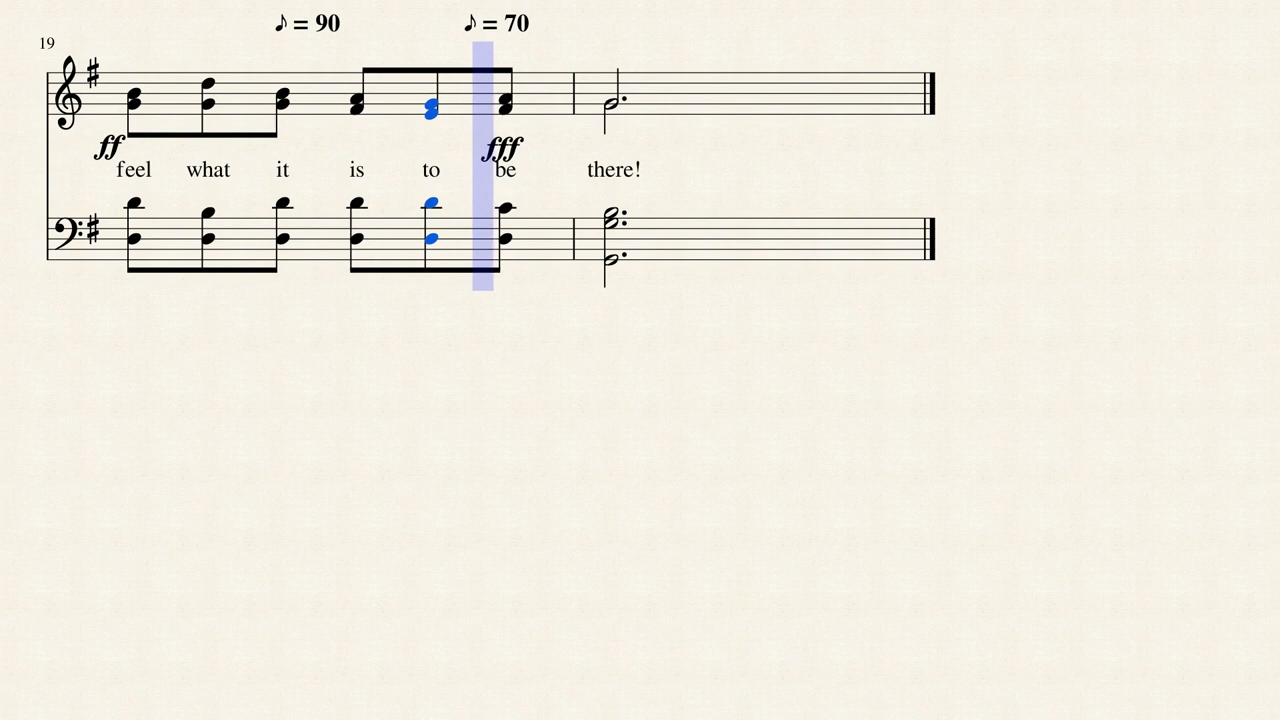 ♪ = 90 ♪ = 70
19
ff fff
feel what it is to be there!